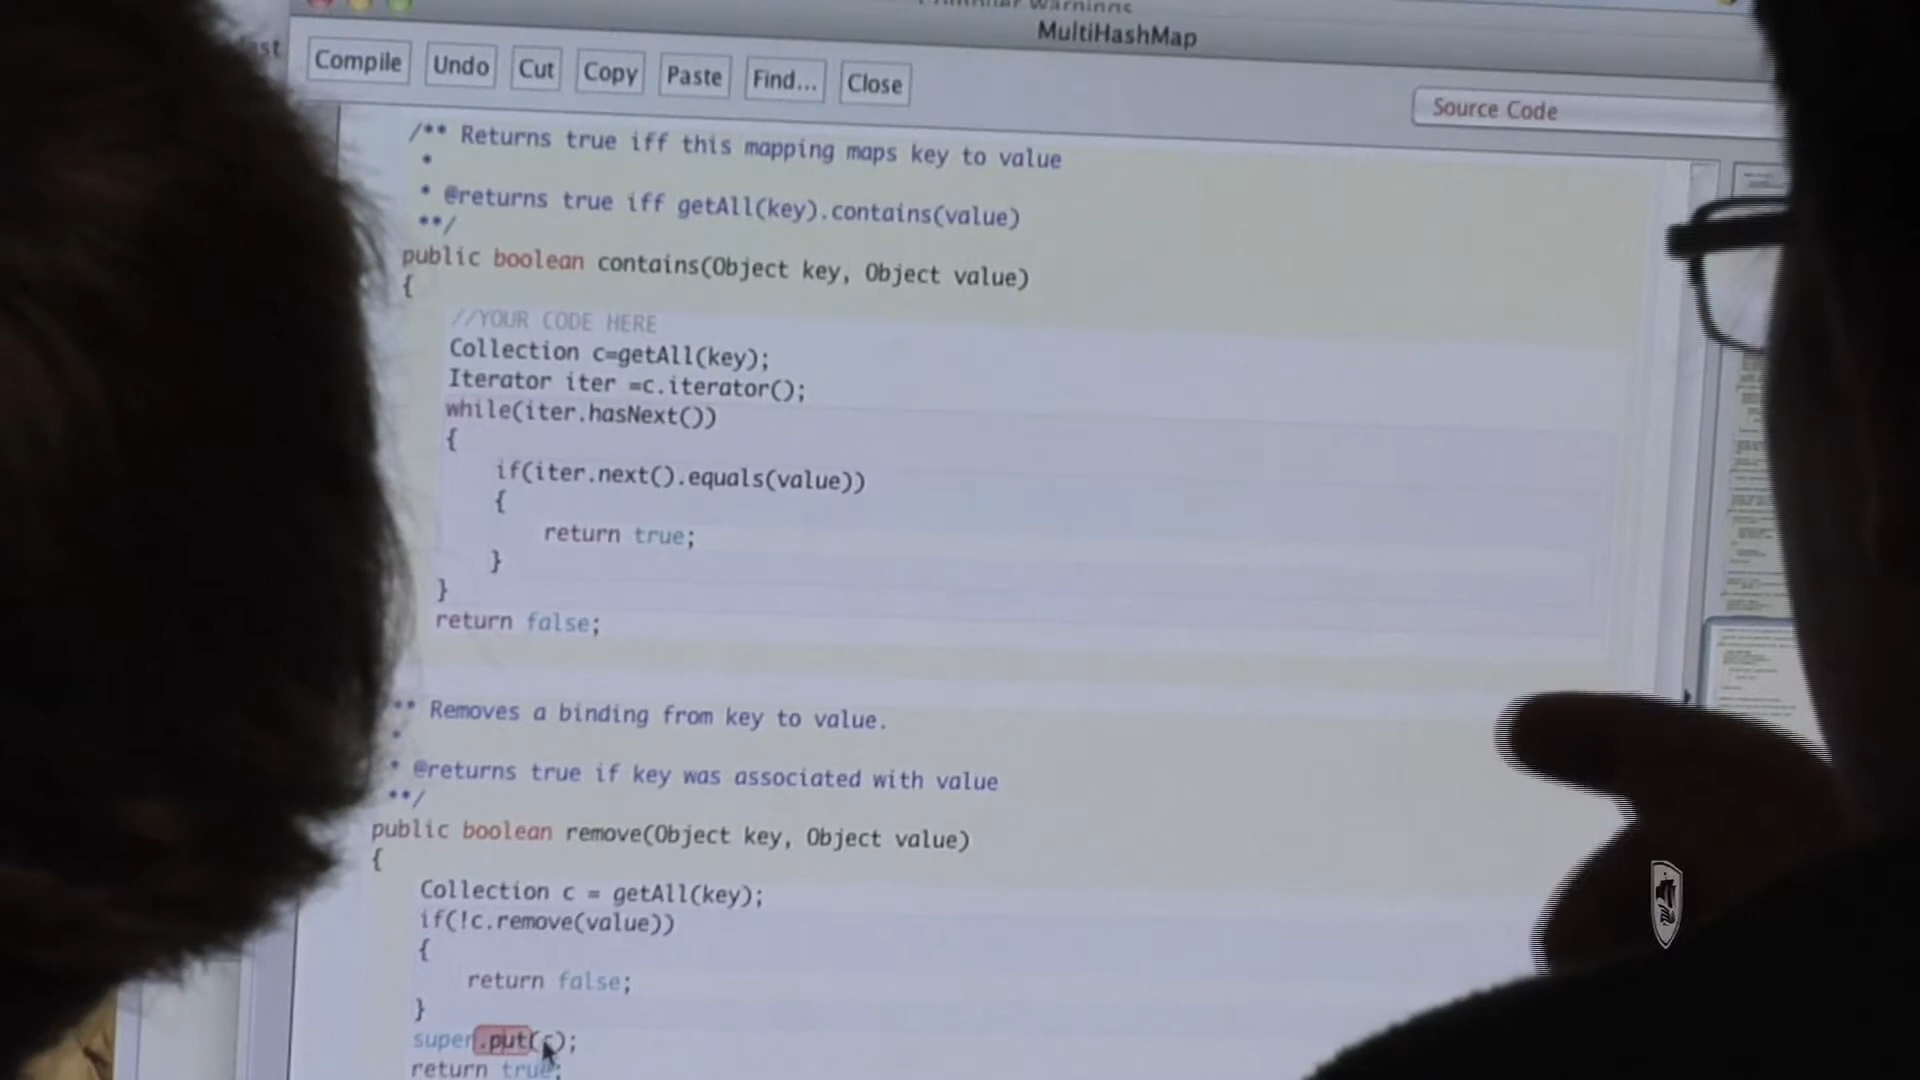 Warnings
MultiHashMap
Compile Undo Cut Copy Paste Find... Close
Source Code
/** Returns true iff this mapping maps key to value
*
* @returns true iff getAll(key).contains(value)
**/
public boolean contains(Object key, Object value)
{
//YOUR CODE HERE
Collection c=getAll(key);
Iterator iter =c.iterator();
while(iter.hasNext())
{
if(iter.next().equals(value))
{
return true;
}
}
return false;
** Removes a binding from key to value.
*
* @returns true if key was associated with value
**/
public boolean remove(Object key, Object value)
{
Collection c = getAll(key);
if(!c.remove(value))
{
return false;
}
super.put(c);
return true;